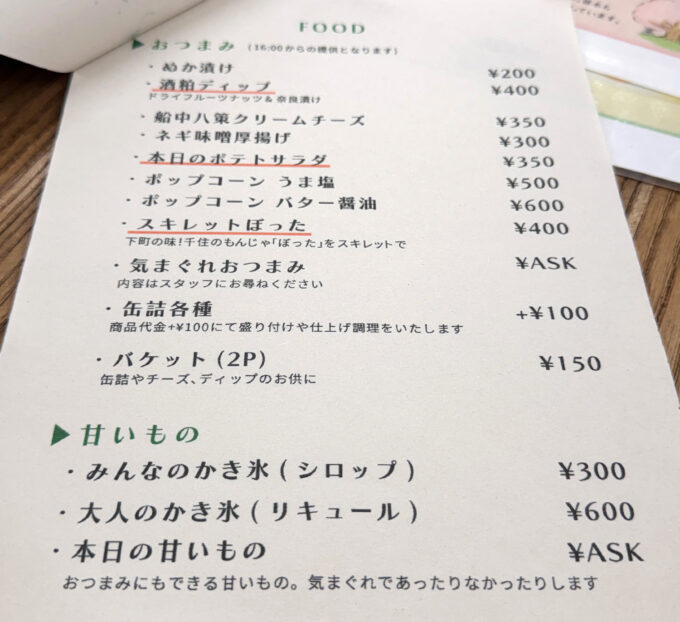 FOOD
▶おつまみ (16:00からの提供となります)
・ぬか漬け ¥200
・酒粕ディップ ¥400
ドライフルーツナッツ & 奈良漬け
・船中八策クリームチーズ ¥350
・ネギ味噌厚揚げ ¥300
・本日のポテトサラダ ¥350
・ポップコーン うま塩 ¥500
・ポップコーン バター醤油 ¥600
・スキレットぼった ¥400
下町の味!千住のもんじゃ「ぼった」をスキレットで
・気まぐれおつまみ ¥ASK
内容はスタッフにお尋ねください
・缶詰各種 +¥100
商品代金+¥100にて盛り付けや仕上げ調理をいたします
・バケット (2P) ¥150
缶詰やチーズ、ディップのお供に
▶甘いもの
・みんなのかき氷 ( シロップ ) ¥300
・大人のかき氷 ( リキュール ) ¥600
・本日の甘いもの ¥ASK
おつまみにもできる甘いもの。気まぐれであったりなかったりします
ています。